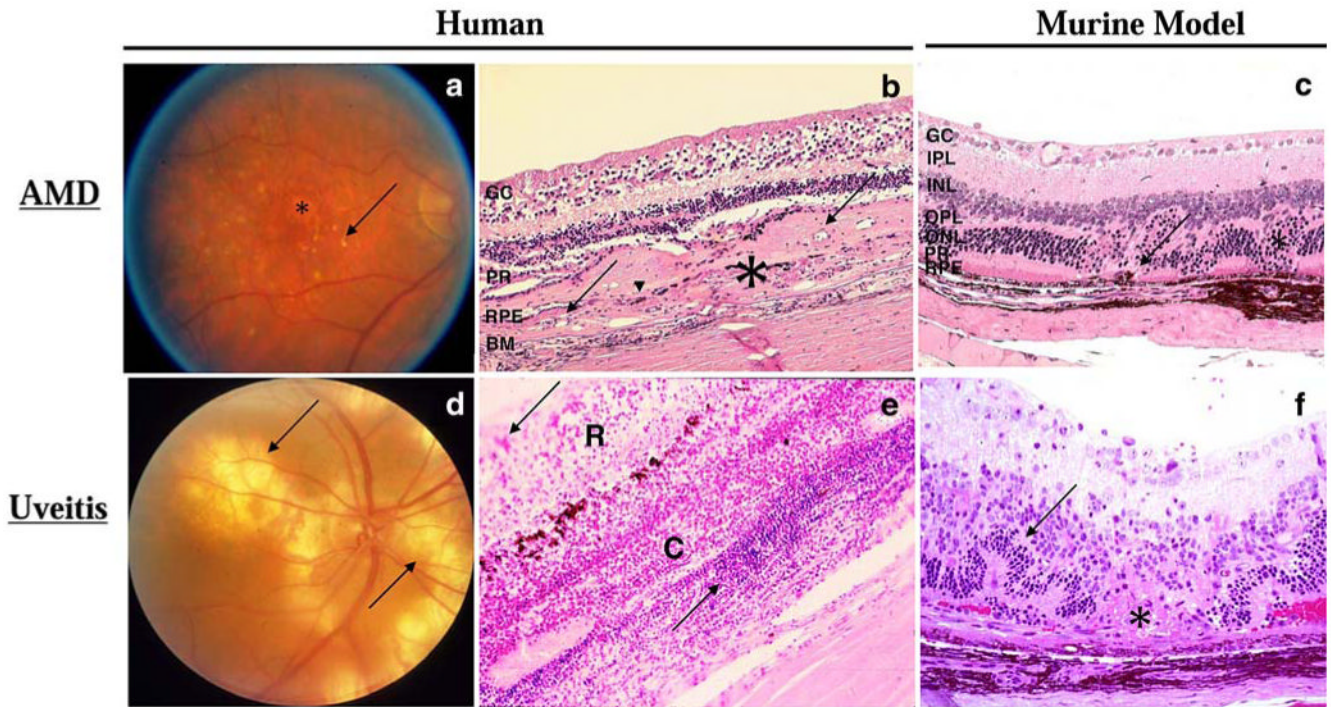 Human
Murine Model
AMD
Uveitis
a
*
b
GC
PR
RPE
BM
*
c
GC
IPL
INL
OPL
ONL
PR
RPE
*
d
e
R
C
f
*